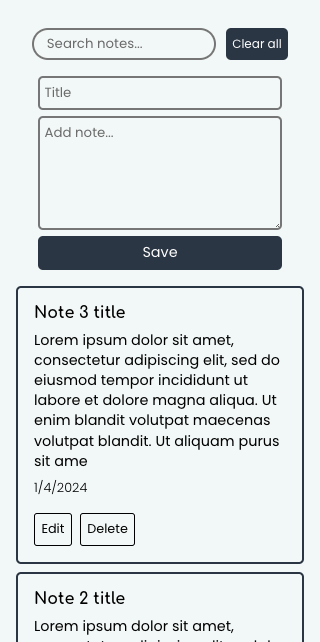 Search notes...
Clear all
Title
Add note...
Save
Note 3 title
Lorem ipsum dolor sit amet,
consectetur adipiscing elit, sed do
eiusmod tempor incididunt ut
labore et dolore magna aliqua. Ut
enim blandit volutpat maecenas
volutpat blandit. Ut aliquam purus
sit ame
1/4/2024
Edit
Delete
Note 2 title
Lorem ipsum dolor sit amet,